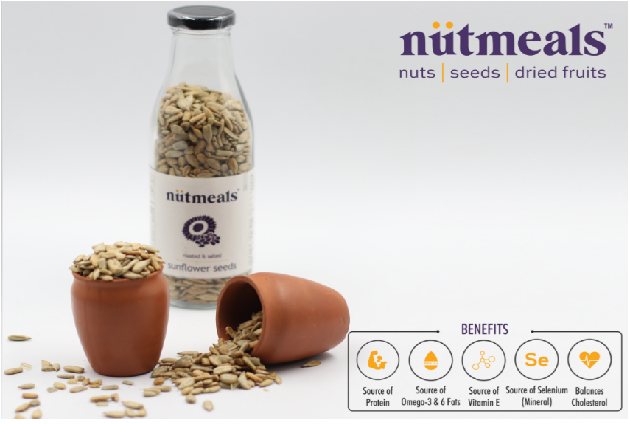 nütmeals™
nuts | seeds | dried fruits
nütmeals™
roasted & salted
sunflower seeds
BENEFITS
Se
Source of
Protein
Source of
Omega-3 & 6 Fats
Source of
Vitamin E
Source of Selenium
(Mineral)
Balances
Cholesterol